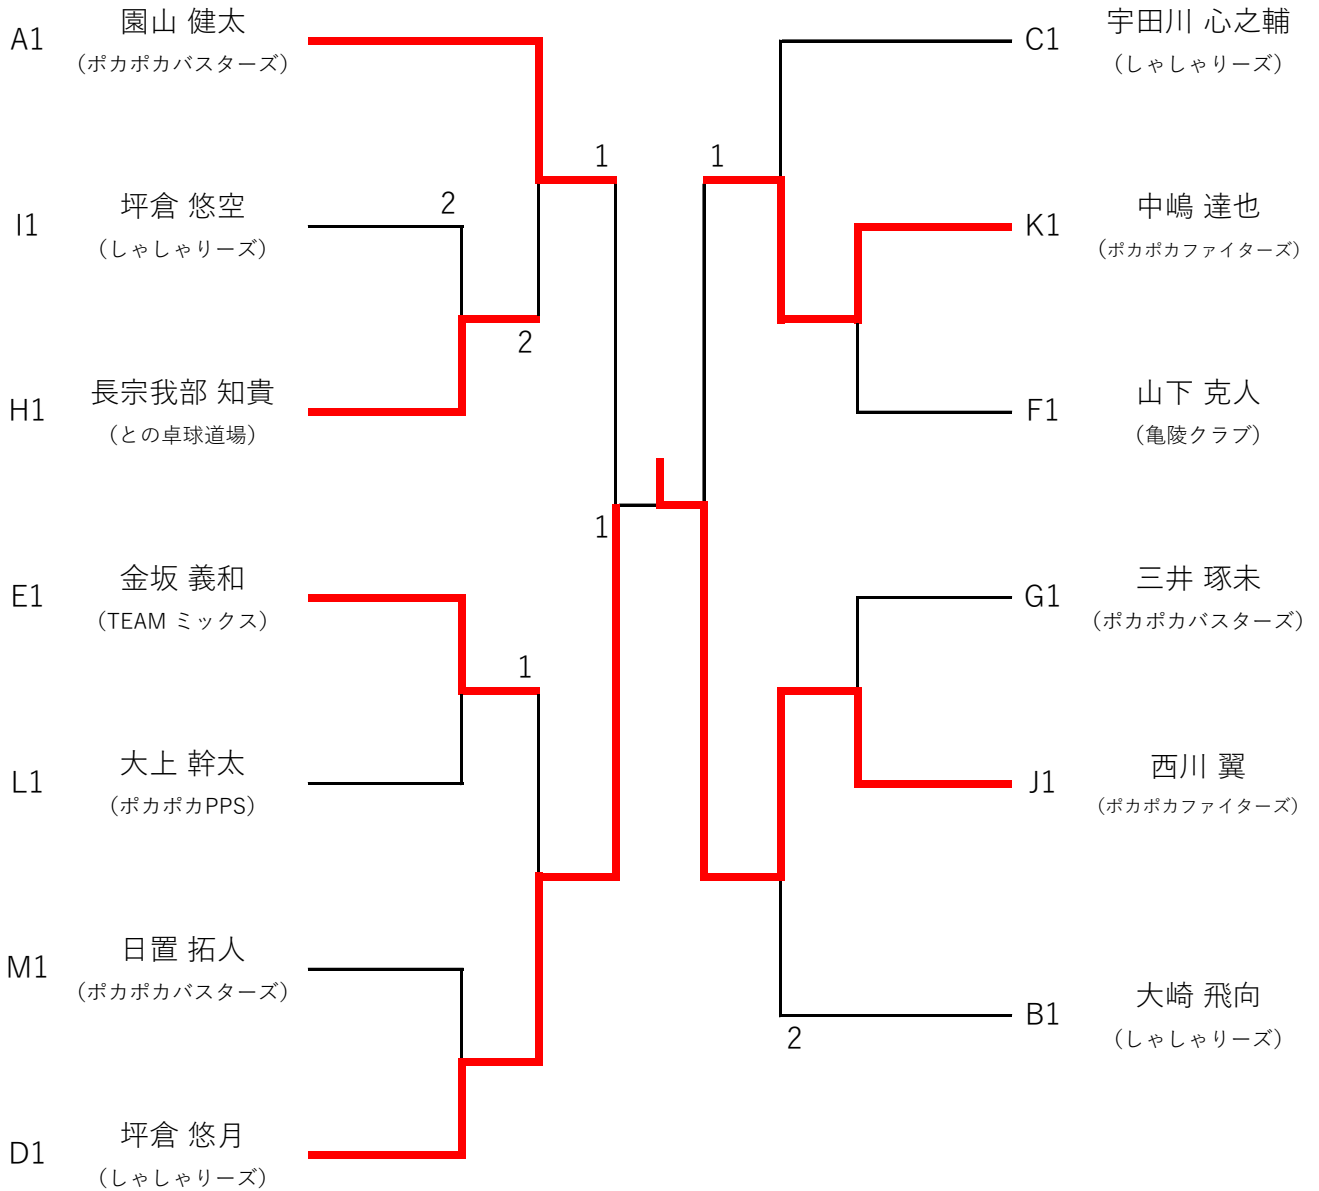 A1
園山 健太
(ポカポカバスターズ)
I1
坪倉 悠空
(しゃしゃりーズ)
2
H1
長宗我部 知貴
(との卓球道場)
2
1
E1
金坂 義和
(TEAM ミックス)
1
L1
大上 幹太
(ポカポカPPS)
M1
日置 拓人
(ポカポカバスターズ)
D1
坪倉 悠月
(しゃしゃりーズ)
1
1
C1
宇田川 心之輔
(しゃしゃりーズ)
K1
中嶋 達也
(ポカポカファイターズ)
F1
山下 克人
(亀陵クラブ)
G1
三井 琢未
(ポカポカバスターズ)
J1
西川 翼
(ポカポカファイターズ)
B1
大崎 飛向
(しゃしゃりーズ)
2